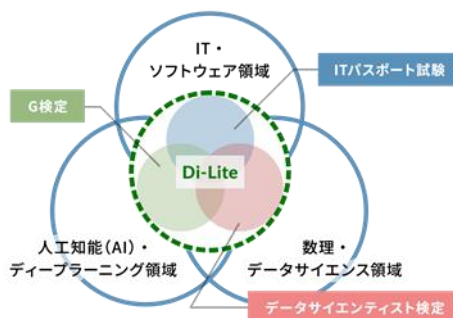 IT・
ソフトウェア領域
ITパスポート試験
G検定
Di-Lite
人工知能(AI)・
ディープラーニング領域
数理・
データサイエンス領域
データサイエンティスト検定